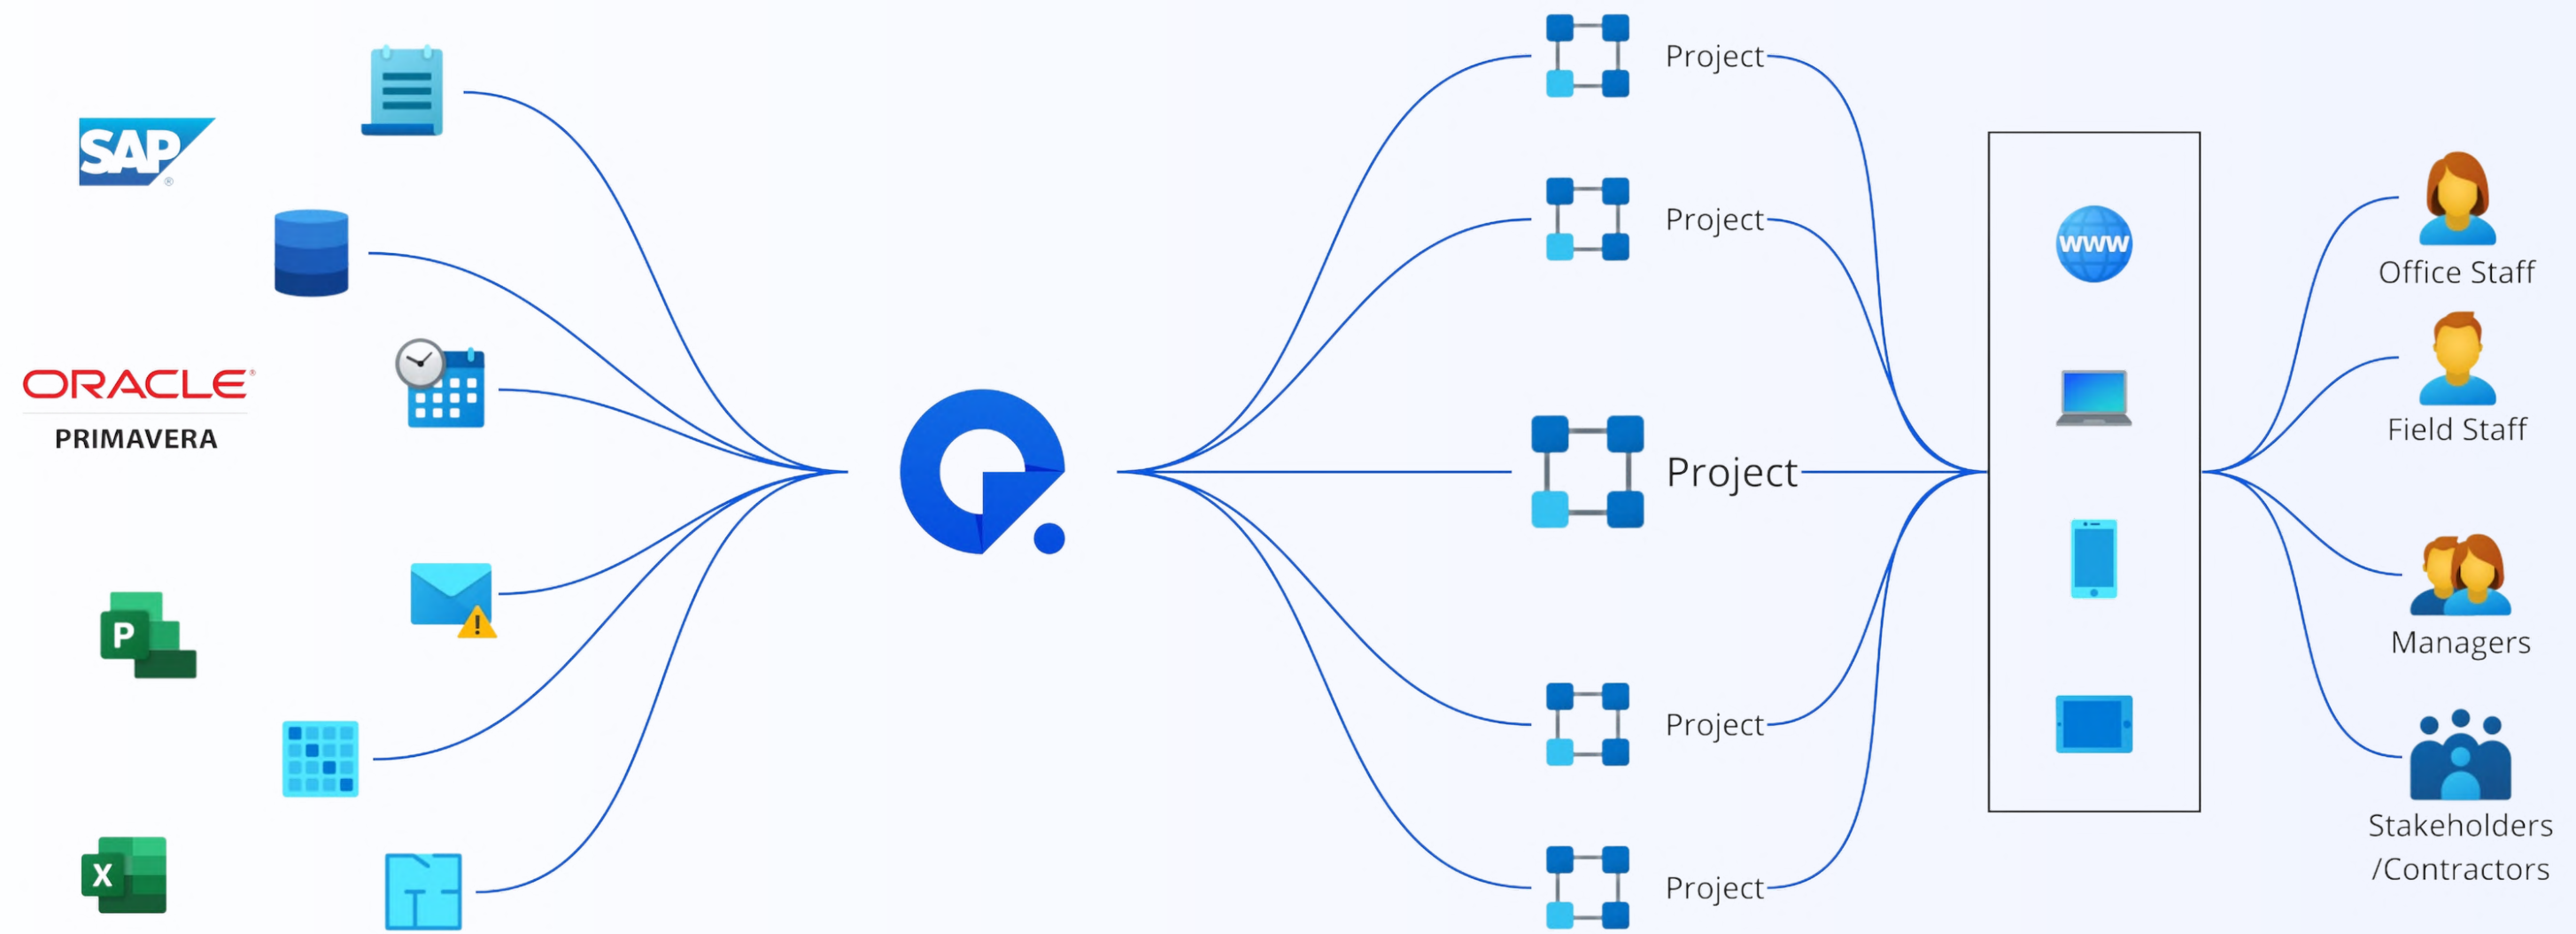 SAP
®
ORACLE®
PRIMAVERA
P
X
!
Project
Project
Project
Project
Project
WWW
Office Staff
Field Staff
Managers
Stakeholders
/Contractors